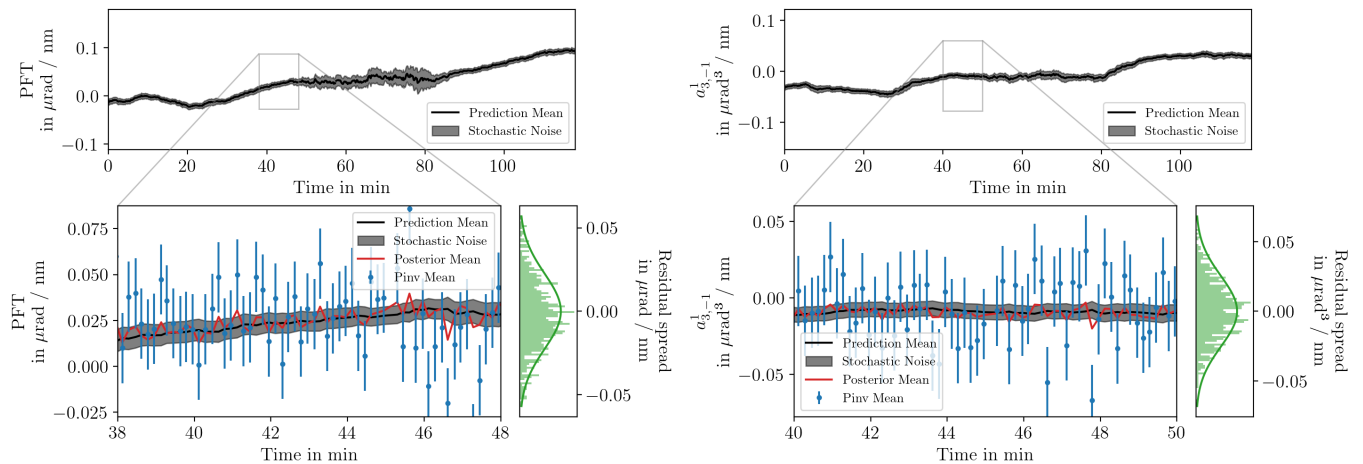 PFT
in μrad / nm
0.1
0.0
−0.1
Prediction Mean
Stochastic Noise
0
20
40
60
80
100
Time in min
a¹₃,₋₁
in μrad³ / nm
0.1
0.0
−0.1
Prediction Mean
Stochastic Noise
0
20
40
60
80
100
Time in min
PFT
in μrad / nm
0.075
0.050
0.025
0.000
−0.025
Prediction Mean
Stochastic Noise
Posterior Mean
Pinv Mean
38
40
42
44
46
48
Time in min
0.05
0.00
−0.05
Residual spread
in μrad / nm
a¹₃,₋₁
in μrad³ / nm
0.05
0.00
−0.05
Prediction Mean
Stochastic Noise
Posterior Mean
Pinv Mean
40
42
44
46
48
50
Time in min
0.05
0.00
−0.05
Residual spread
in μrad³ / nm